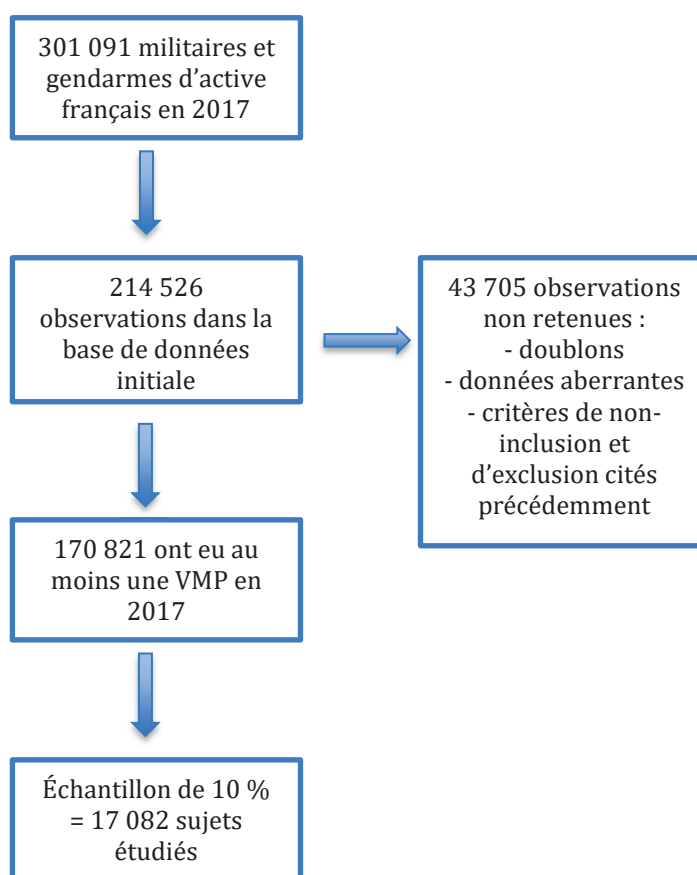 301 091 militaires et
gendarmes d’active
français en 2017
214 526
observations dans la
base de données
initiale
43 705 observations
non retenues :
- doublons
- données aberrantes
- critères de non-
inclusion et
d’exclusion cités
précédemment
170 821 ont eu au
moins une VMP en
2017
Échantillon de 10 %
= 17 082 sujets
étudiés